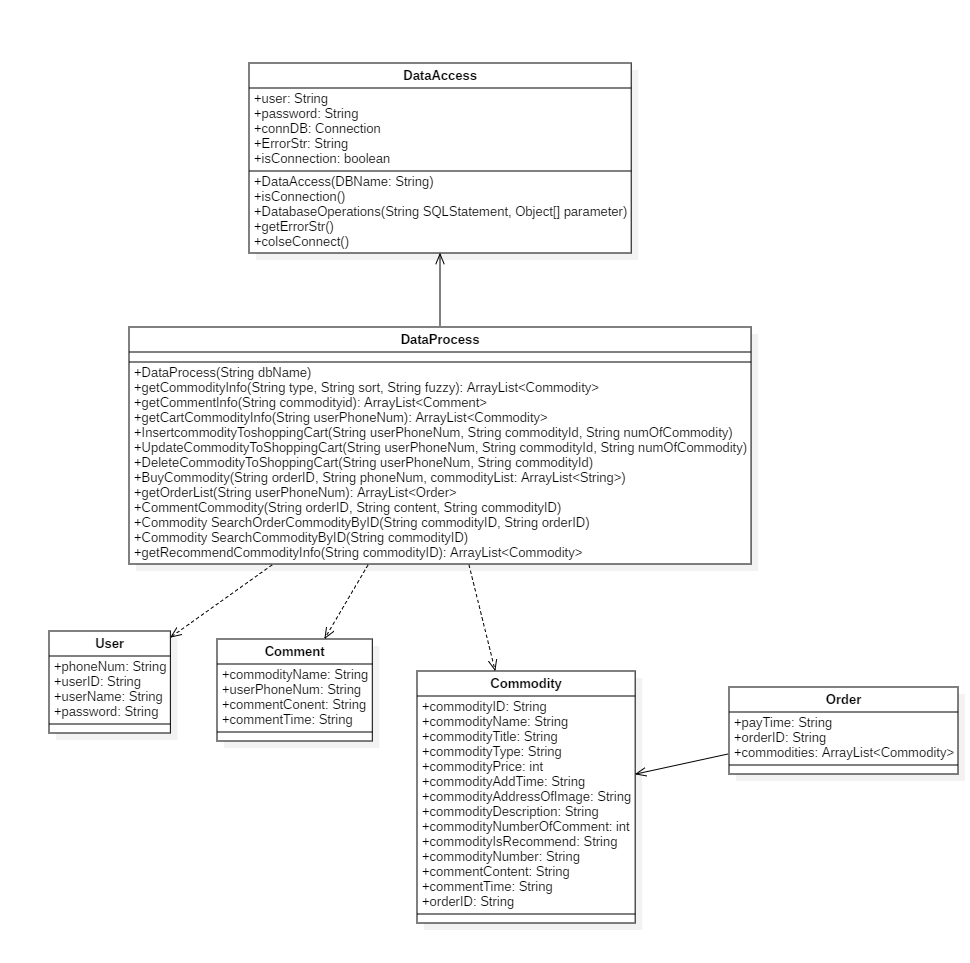 DataAccess
+user: String
+password: String
+connDB: Connection
+ErrorStr: String
+isConnection: boolean
+DataAccess(DBName: String)
+isConnection()
+DatabaseOperations(String SQLStatement, Object[] parameter)
+getErrorStr()
+colseConnect()
DataProcess
+DataProcess(String dbName)
+getCommodityInfo(String type, String sort, String fuzzy): ArrayList<Commodity>
+getCommentInfo(String commodityid): ArrayList<Comment>
+getCartCommodityInfo(String userPhoneNum): ArrayList<Commodity>
+InsertcommodityToshoppingCart(String userPhoneNum, String commodityId, String numOfCommodity)
+UpdateCommodityToShoppingCart(String userPhoneNum, String commodityId, String numOfCommodity)
+DeleteCommodityToShoppingCart(String userPhoneNum, String commodityId)
+BuyCommodity(String orderID, String phoneNum, commodityList: ArrayList<String>)
+getOrderList(String userPhoneNum): ArrayList<Order>
+CommentCommodity(String orderID, String content, String commodityID)
+Commodity SearchOrderCommodityByID(String commodityID, String orderID)
+Commodity SearchCommodityByID(String commodityID)
+getRecommendCommodityInfo(String commodityID): ArrayList<Commodity>
User
+phoneNum: String
+userID: String
+userName: String
+password: String
Comment
+commodityName: String
+userPhoneNum: String
+commentConent: String
+commentTime: String
Commodity
+commodityID: String
+commodityName: String
+commodityTitle: String
+commodityType: String
+commodityPrice: int
+commodityAddTime: String
+commodityAddressOfImage: String
+commodityDescription: String
+commodityNumberOfComment: int
+commodityIsRecommend: String
+commodityNumber: String
+commentContent: String
+commentTime: String
+orderID: String
Order
+payTime: String
+orderID: String
+commodities: ArrayList<Commodity>